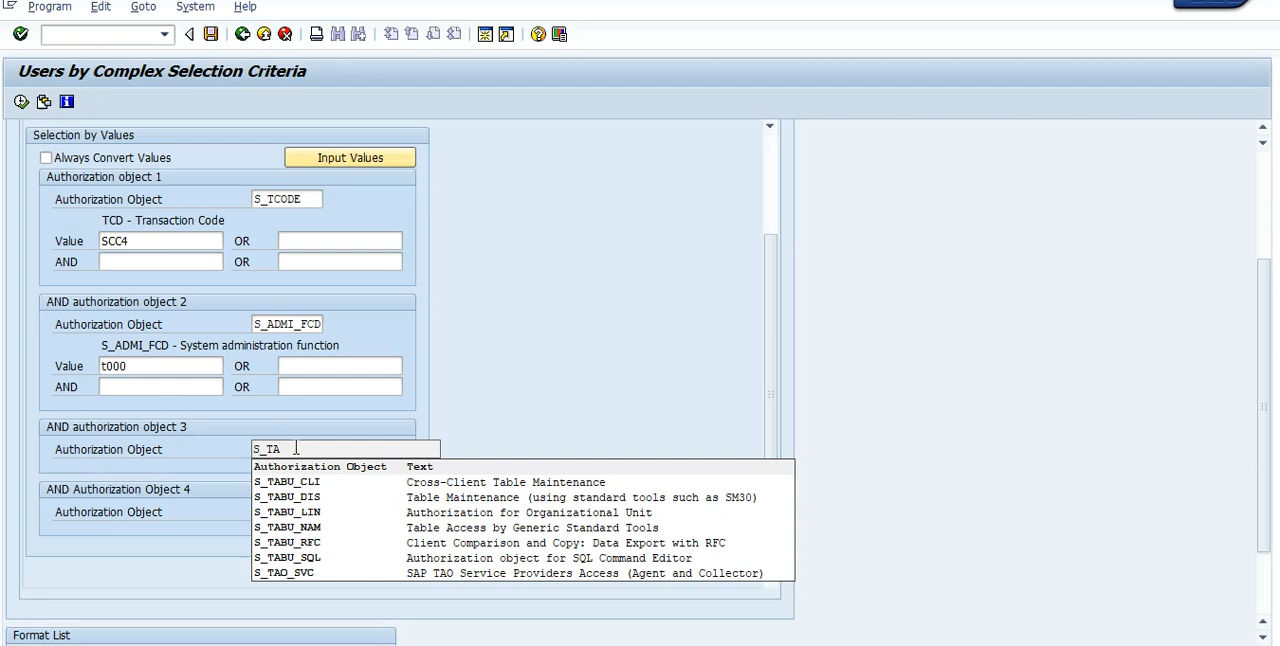 Program Edit Goto System Help
Users by Complex Selection Criteria
Selection by Values
Always Convert Values Input Values
Authorization object 1
Authorization Object S_TCODE
TCD - Transaction Code
Value SCC4 OR
AND OR
AND authorization object 2
Authorization Object S_ADMI_FCD
S_ADMI_FCD - System administration function
Value t000 OR
AND OR
AND authorization object 3
Authorization Object S_TA
Authorization Object Text
S_TABU_CLI Cross-Client Table Maintenance
S_TABU_DIS Table Maintenance (using standard tools such as SM30)
S_TABU_LIN Authorization for Organizational Unit
S_TABU_NAM Table Access by Generic Standard Tools
S_TABU_RFC Client Comparison and Copy: Data Export with RFC
S_TABU_SQL Authorization object for SQL Command Editor
S_TAO_SVC SAP TAO Service Providers Access (Agent and Collector)
AND Authorization Object 4
Authorization Object
Format List